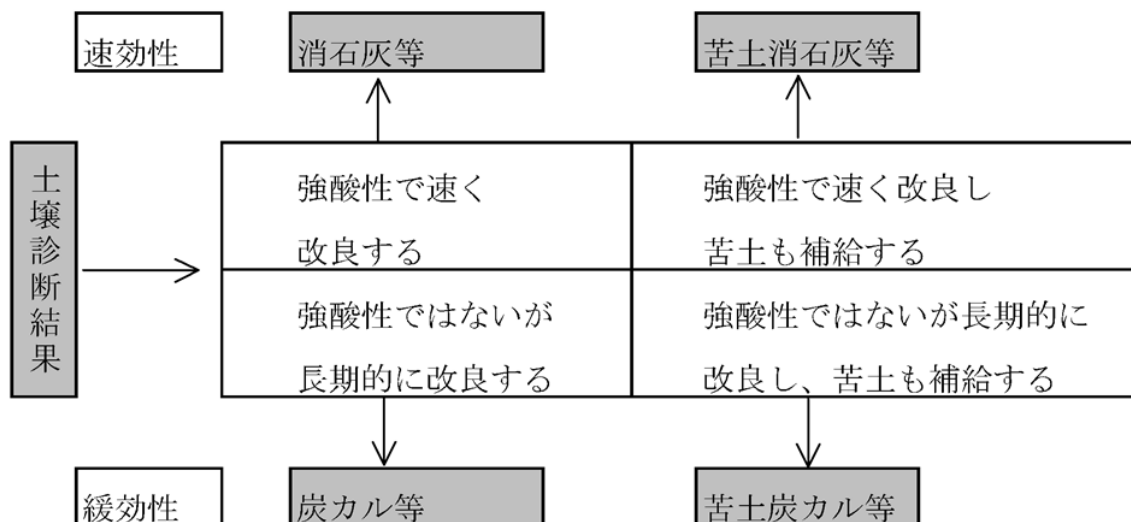 速効性
消石灰等
苦土消石灰等
土壌診断結果
強酸性で速く
改良する
強酸性で速く改良し
苦土も補給する
強酸性ではないが
長期的に改良する
強酸性ではないが長期的に
改良し、苦土も補給する
緩効性
炭カル等
苦土炭カル等